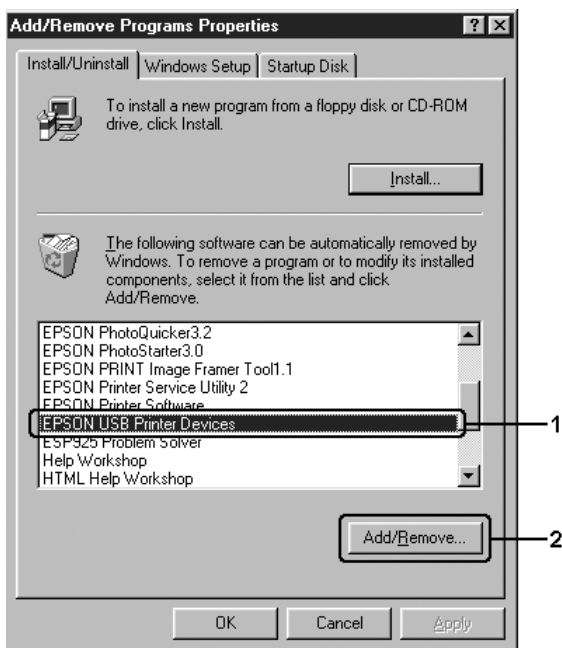 Add/Remove Programs Properties
Install/Uninstall Windows Setup Startup Disk
To install a new program from a floppy disk or CD-ROM
drive, click Install.
Install...
The following software can be automatically removed by
Windows. To remove a program or to modify its installed
components, select it from the list and click
Add/Remove.
EPSON PhotoQuicker3.2
EPSON PhotoStarter3.0
EPSON PRINT Image Framer Tool1.1
EPSON Printer Service Utility 2
EPSON Printer Software
EPSON USB Printer Devices
1
ESP925 Problem Solver
Help Workshop
HTML Help Workshop
Add/Remove...
2
OK Cancel Apply